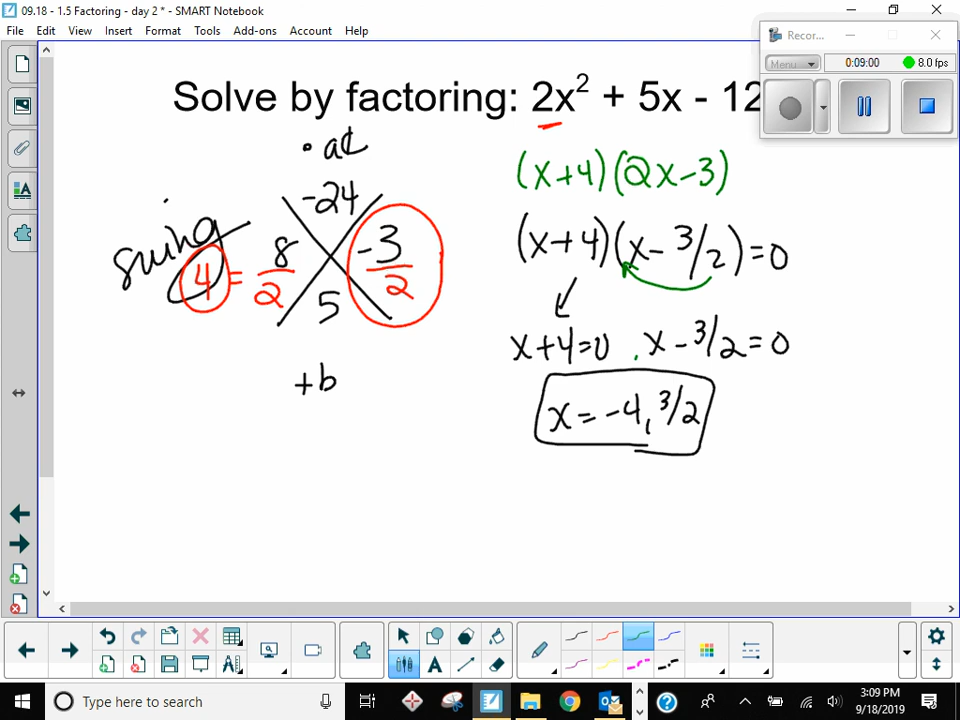 09.18 - 1.5 Factoring - day 2 * - SMART Notebook
File Edit View Insert Format Tools Add-ons Account Help
Recor...
Menu 0:09:00 8.0 fps
Solve by factoring: 2x² + 5x - 12
• ac
(x+4)(2x-3)
-24
swing
(x+4)(x-3/2)=0
4 = 8/2 -3/2
5
x+4=0 , x-3/2=0
+b
x = -4, 3/2
A
A
Type here to search
3:09 PM
9/18/2019